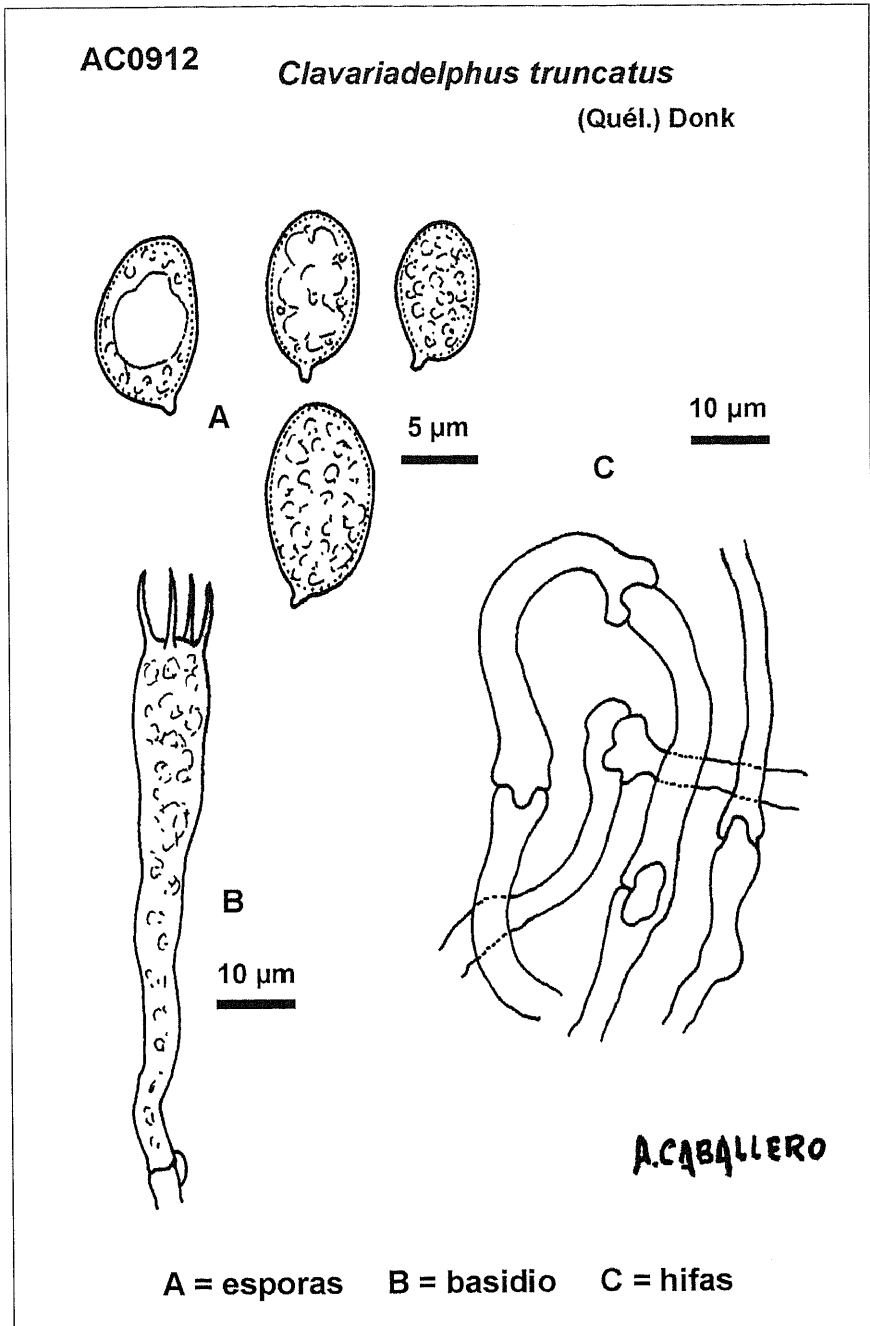 AC0912
Clavariadelphus truncatus
(Quél.) Donk
A
5 µm
10 µm
C
B
10 µm
A.CABALLERO
A = esporas B = basidio C = hifas